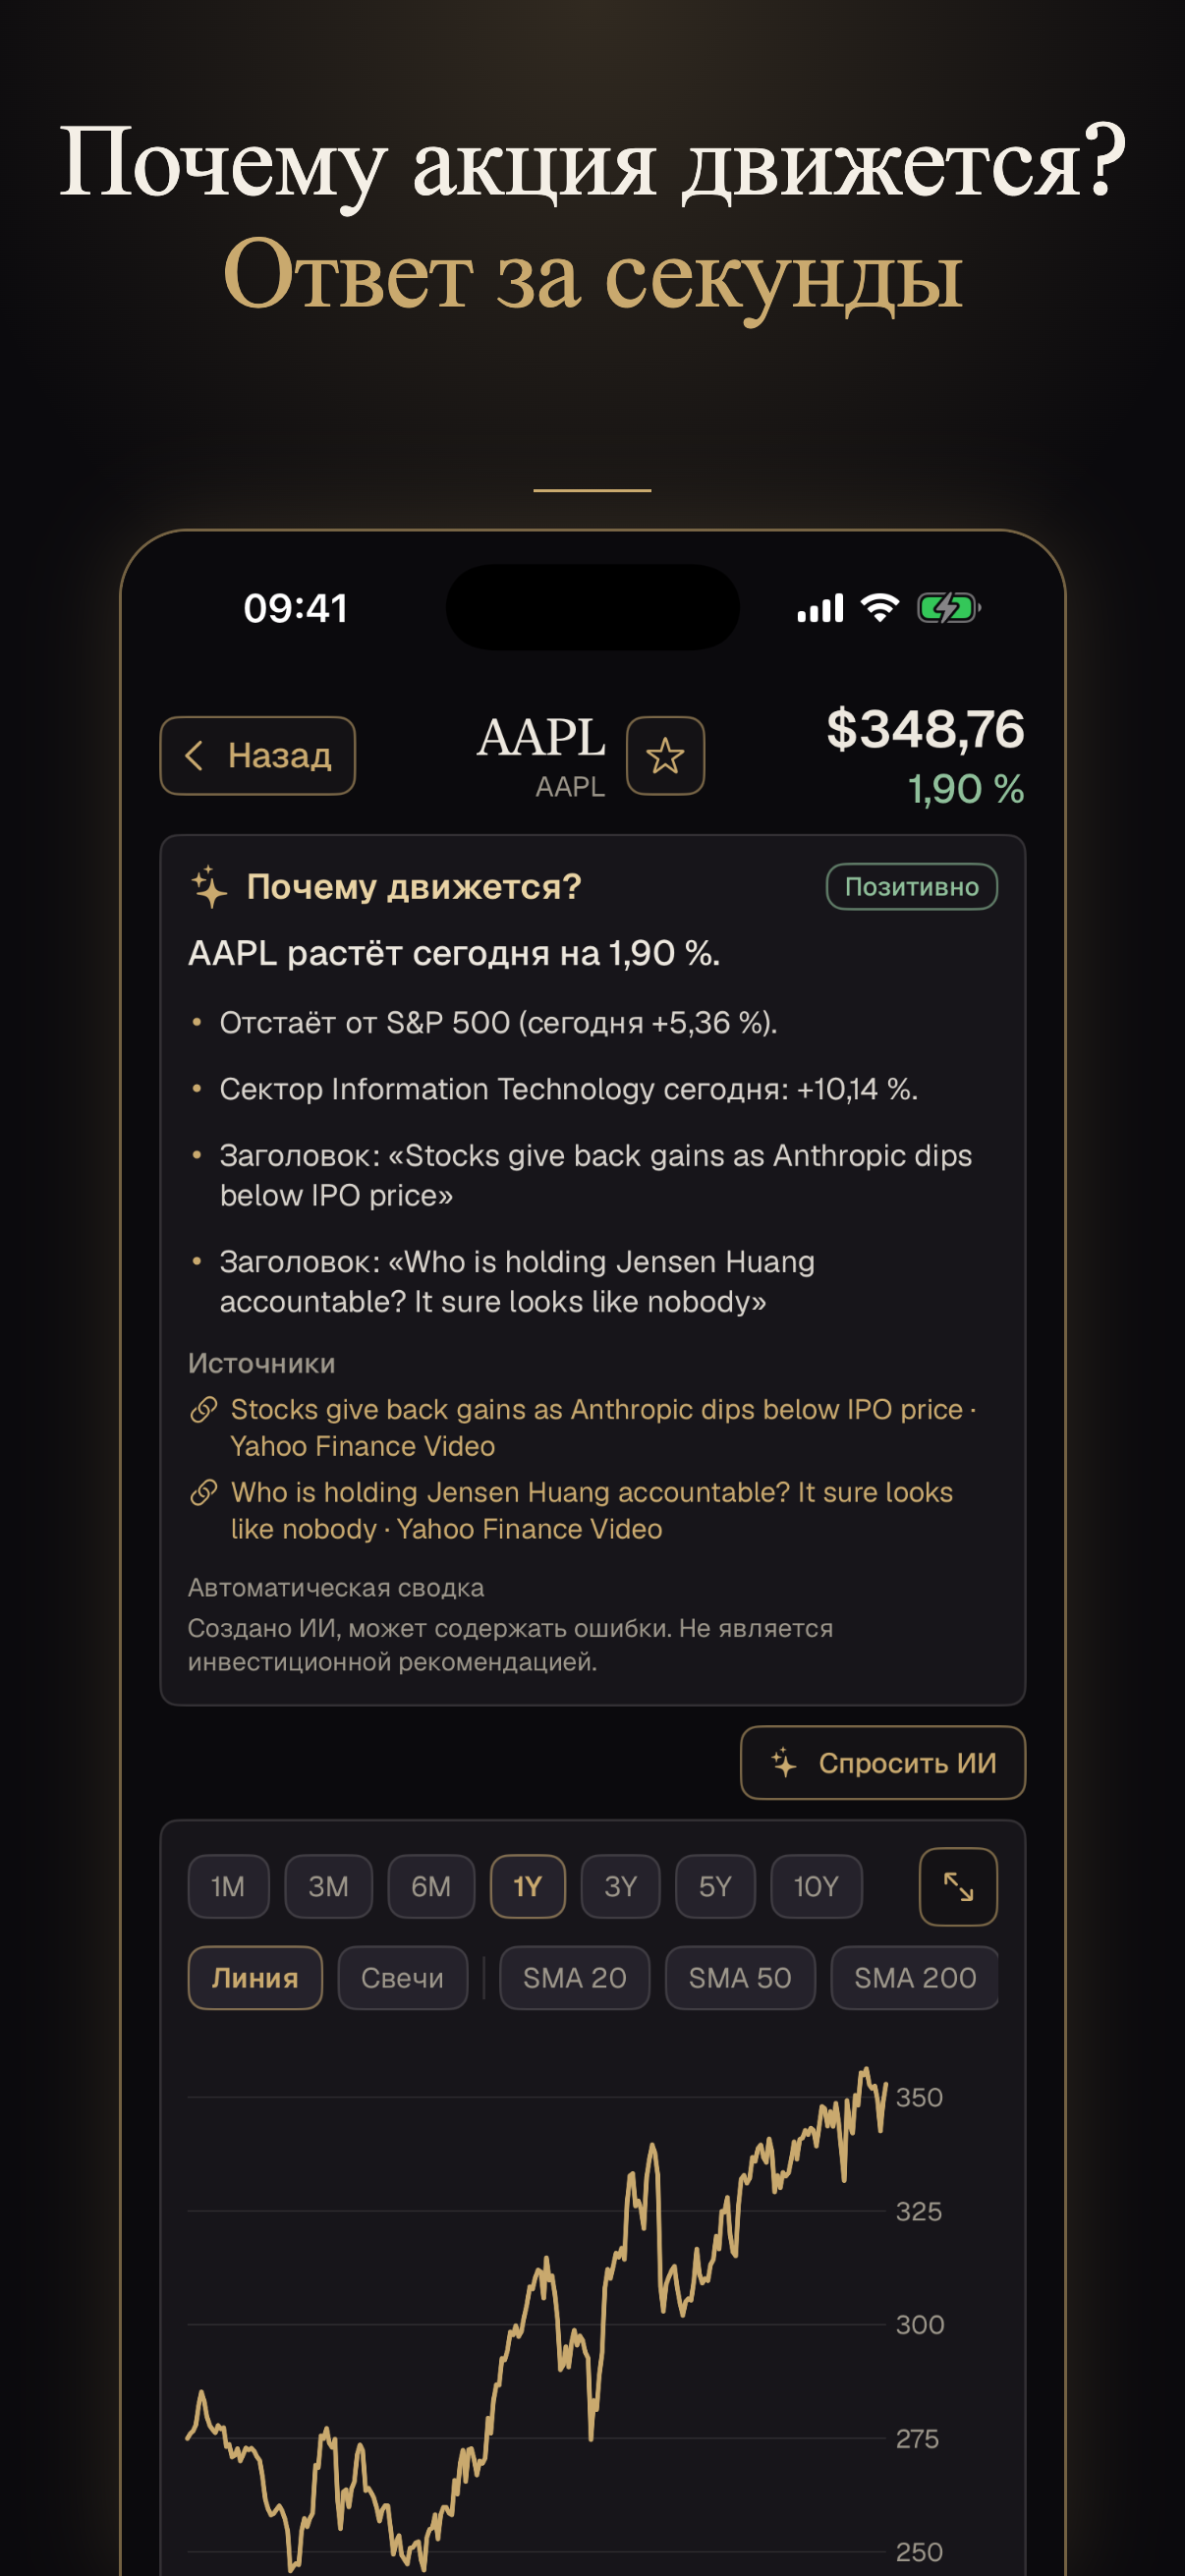 Почему акция движется?
Ответ за секунды
09:41
Назад
AAPL
AAPL
$348,76
1,90 %
Почему движется?
Позитивно
AAPL растёт сегодня на 1,90 %.
• Отстаёт от S&P 500 (сегодня +5,36 %).
• Сектор Information Technology сегодня: +10,14 %.
• Заголовок: «Stocks give back gains as Anthropic dips
below IPO price»
• Заголовок: «Who is holding Jensen Huang
accountable? It sure looks like nobody»
Источники
Stocks give back gains as Anthropic dips below IPO price ·
Yahoo Finance Video
Who is holding Jensen Huang accountable? It sure looks
like nobody · Yahoo Finance Video
Автоматическая сводка
Создано ИИ, может содержать ошибки. Не является
инвестиционной рекомендацией.
Спросить ИИ
1M 3M 6M 1Y 3Y 5Y 10Y
Линия Свечи SMA 20 SMA 50 SMA 200
350
325
300
275
250